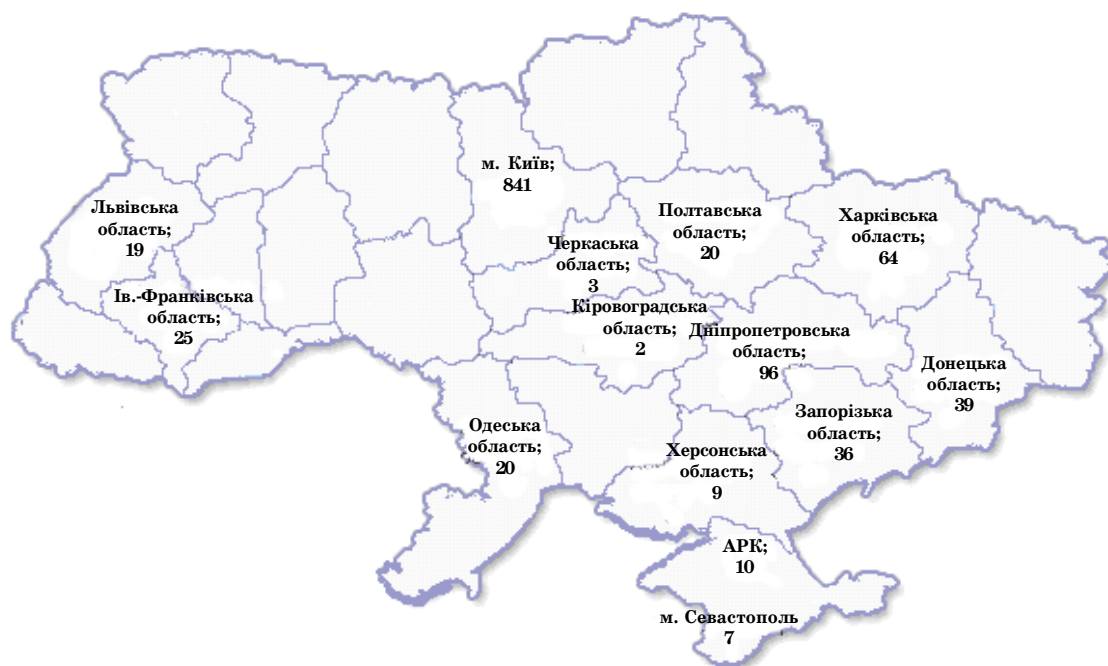 м. Київ;
841
Львівська
область;
19
Полтавська
область;
20
Харківська
область;
64
Черкаська
область;
3
Ів.-Франківська
область;
25
Кіровоградська
область;
2
Дніпропетровська
область;
96
Донецька
область;
39
Запорізька
область;
36
Одеська
область;
20
Херсонська
область;
9
АРК;
10
м. Севастополь
7